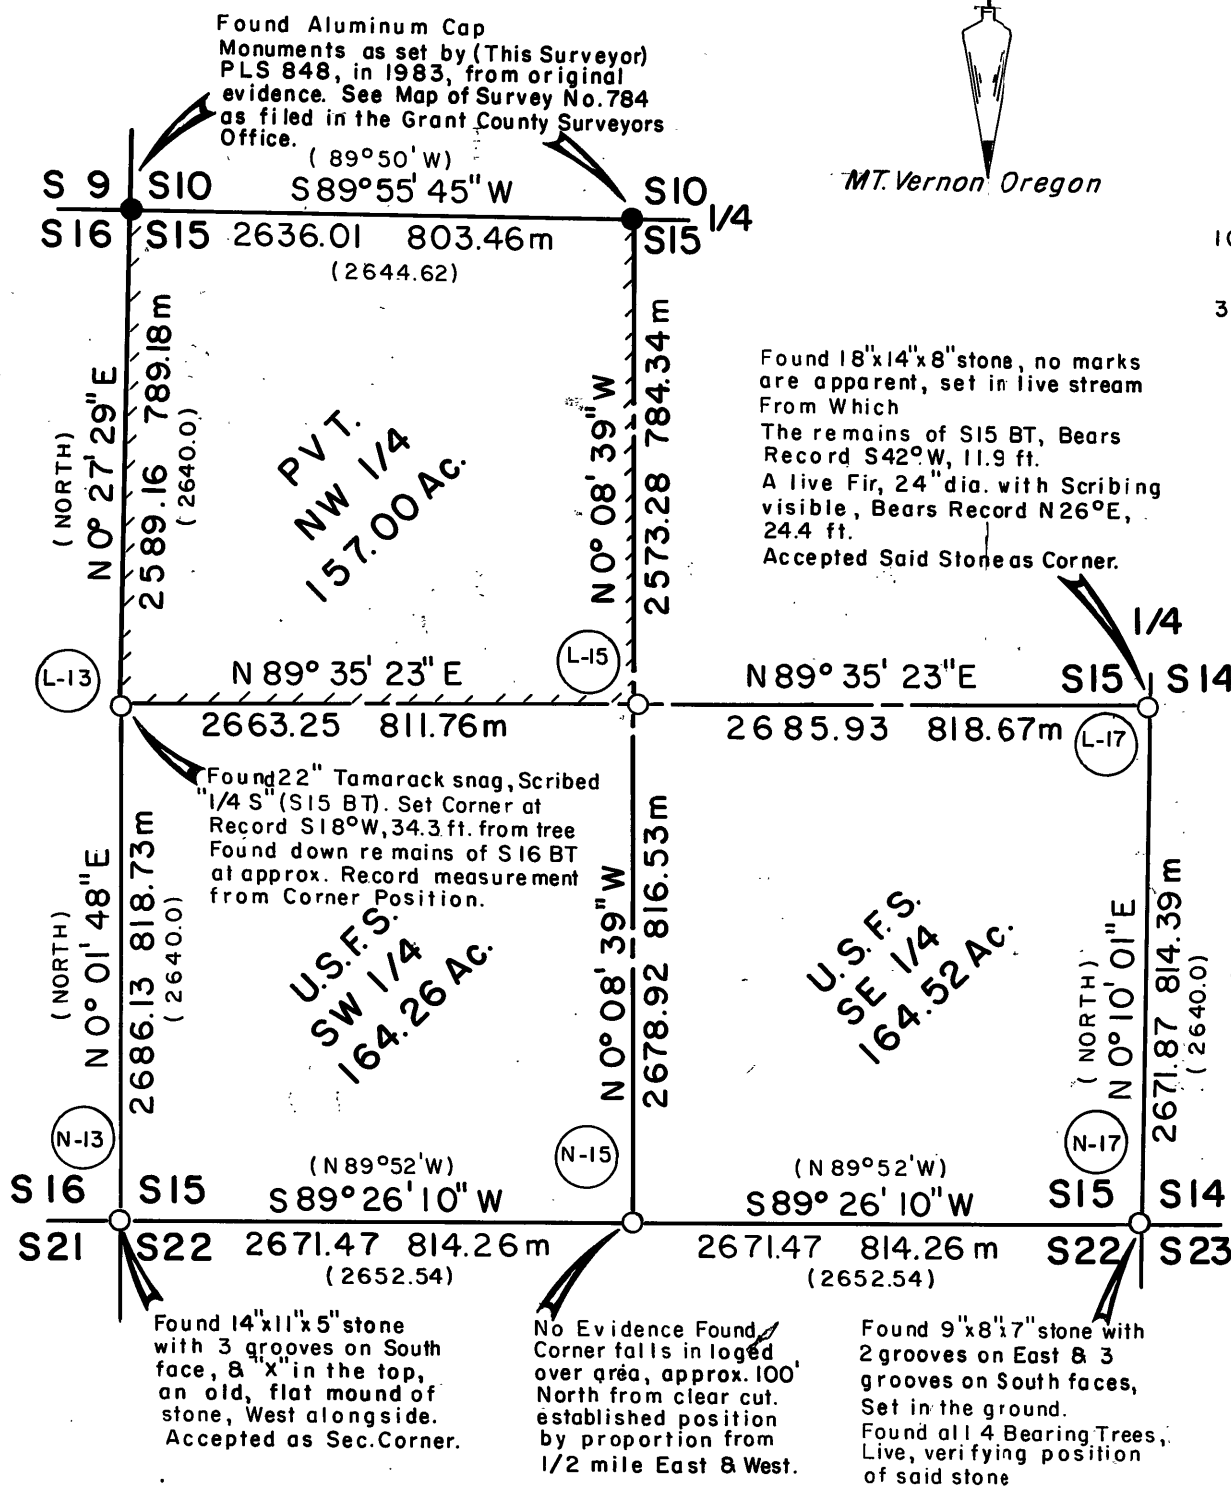 Found Aluminum Cap
Monuments as set by (This Surveyor)
PLS 848, in 1983, from original
evidence. See Map of Survey No. 784
as filed in the Grant County Surveyors
Office.
MT. Vernon Oregon
(89°50'W)
S 9 S10 S89°55'45"W S10
1/4
S16 S15 2636.01 803.46m S15
(2644.62)
(NORTH)
N 0° 27' 29" E
2589.16 789.18m
(2640.0)
PVT.
NW 1/4
157.00 Ac.
N 0° 08' 39" W
2573.28 784.34m
Found 18"x14"x8" stone, no marks
are apparent, set in live stream
From Which
The remains of S15 BT, Bears
Record S42°W, 11.9 ft.
A live Fir, 24" dia. with Scribing
visible, Bears Record N26°E,
24.4 ft.
Accepted Said Stone as Corner.
1/4
L-13 N 89° 35' 23" E L-15 N 89° 35' 23" E S15 S14
2663.25 811.76m 2685.93 818.67m L-17
Found 22" Tamarack snag, Scribed
"1/4 S" (S15 BT). Set Corner at
Record S18°W, 34.3 ft. from tree
Found down remains of S16 BT
at approx. Record measurement
from Corner Position.
(NORTH)
N 0° 01' 48" E
2686.13 818.73m
(2640.0)
U.S.F.S.
SW 1/4
164.26 Ac.
N 0° 08' 39" W
2678.92 816.53m
U.S.F.S.
SE 1/4
164.52 Ac.
(NORTH)
N 0° 10' 01" E
2671.87 814.39m
(2640.0)
N-13 N-15 N-17
(N 89°52'W) (N 89°52'W)
S 16 S15 S 89° 26' 10" W S 89° 26' 10" W S15 S14
S21 S22 2671.47 814.26m 2671.47 814.26m S22 S23
(2652.54) (2652.54)
Found 14"x11"x5" stone
with 3 grooves on South
face, & "X" in the top,
an old, flat mound of
stone, West alongside.
Accepted as Sec. Corner.
No Evidence Found
Corner falls in loged
over area, approx. 100'
North from clear cut.
established position
by proportion from
1/2 mile East & West.
Found 9"x8"x7" stone with
2 grooves on East & 3
grooves on South faces,
Set in the ground.
Found all 4 Bearing Trees,
Live, verifying position
of said stone